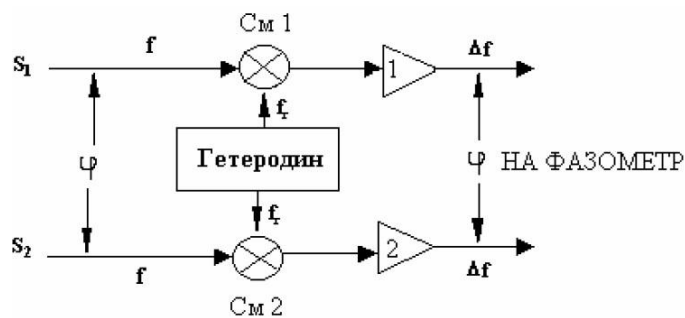 См 1
f
Δf
S₁
1
fг
φ
Гетеродин
φ НА ФАЗОМЕТР
fг
S₂
2
f
Δf
См 2